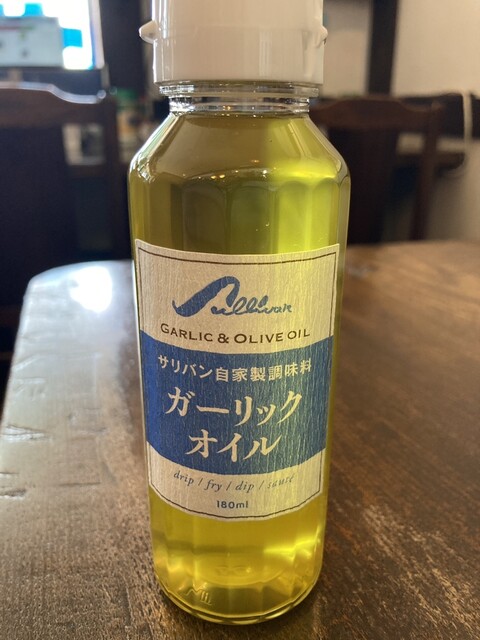 Sullivan
GARLIC & OLIVE OIL
サリバン自家製調味料
ガーリック
オイル
drip / fry / dip / saute
180ml